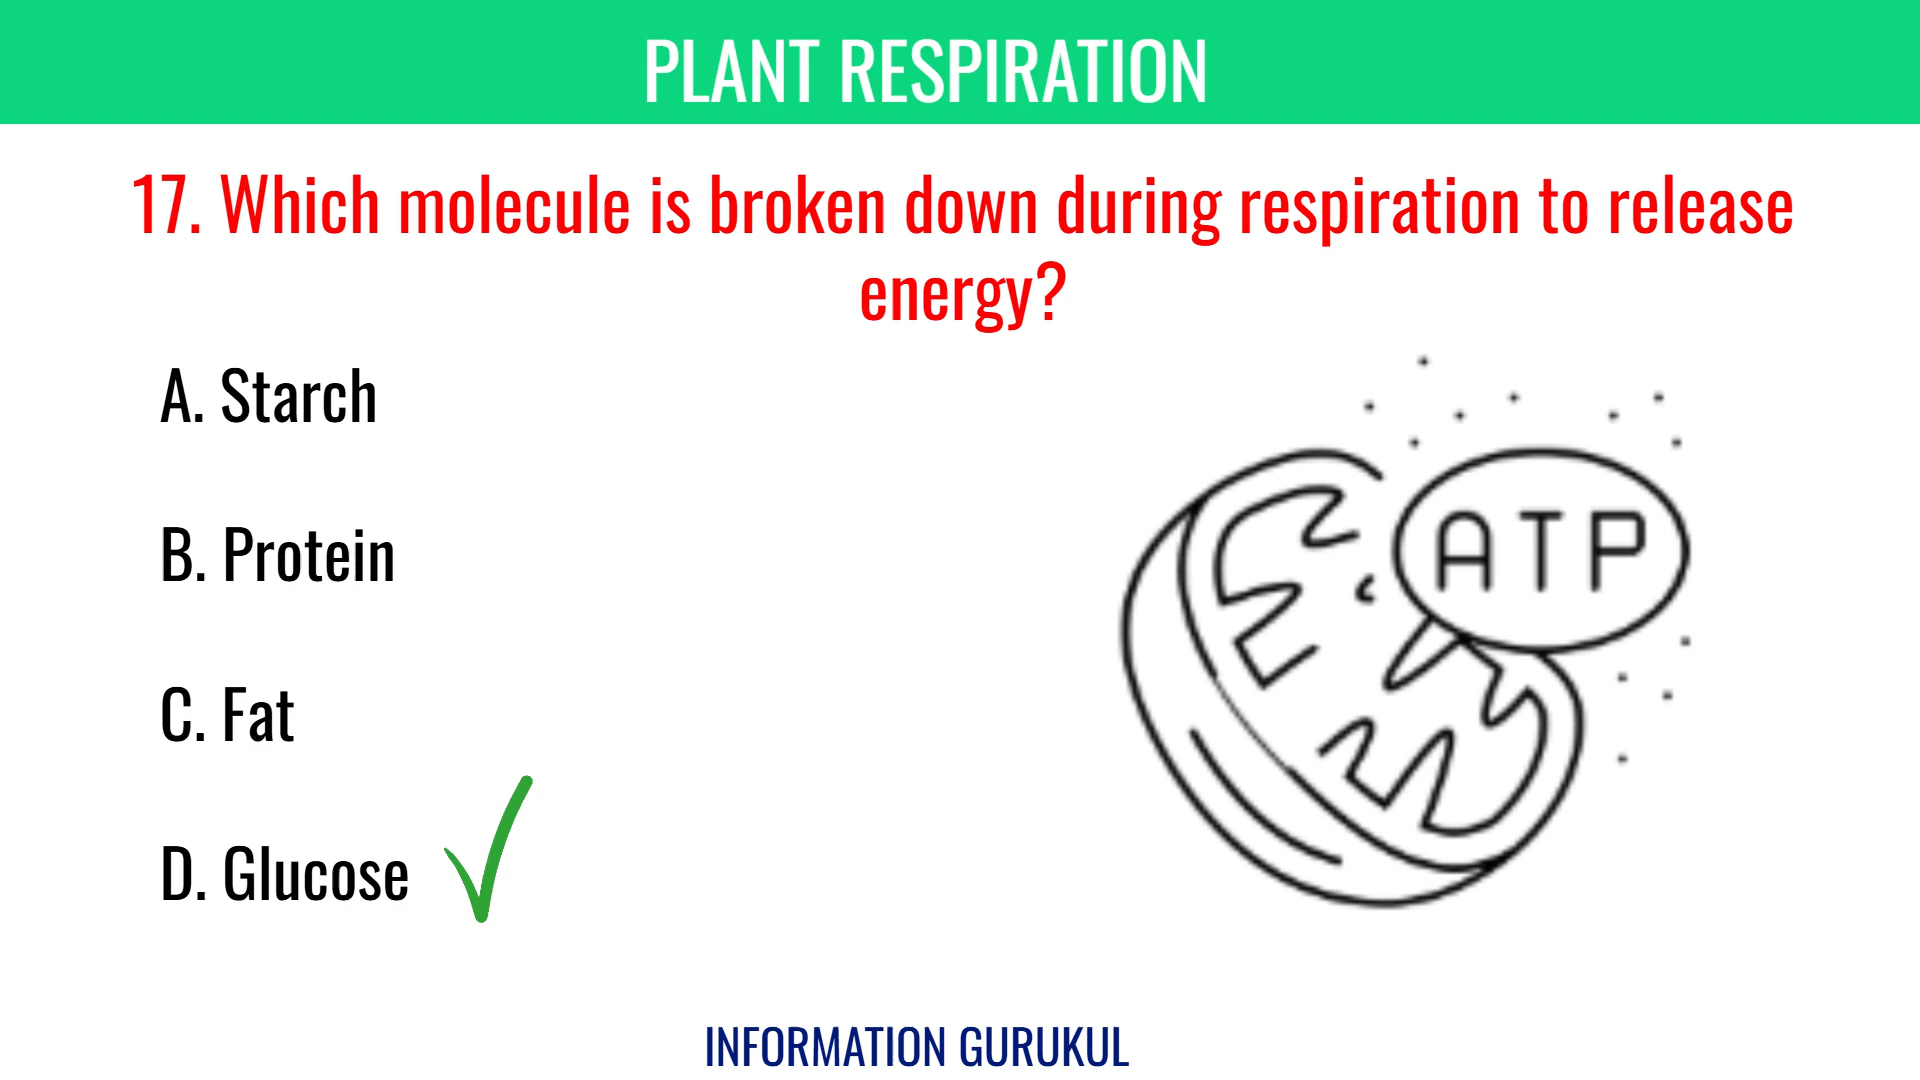 PLANT RESPIRATION
17. Which molecule is broken down during respiration to release
energy?
A. Starch
B. Protein
C. Fat
D. Glucose
ATP
INFORMATION GURUKUL